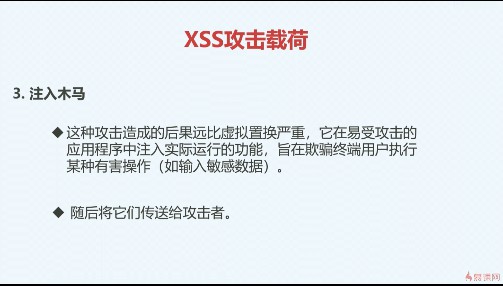 XSS攻击载荷
3. 注入木马
◆这种攻击造成的后果远比虚拟置换严重，它在易受攻击的
应用程序中注入实际运行的功能，旨在欺骗终端用户执行
某种有害操作（如输入敏感数据）。
◆ 随后将它们传送给攻击者。